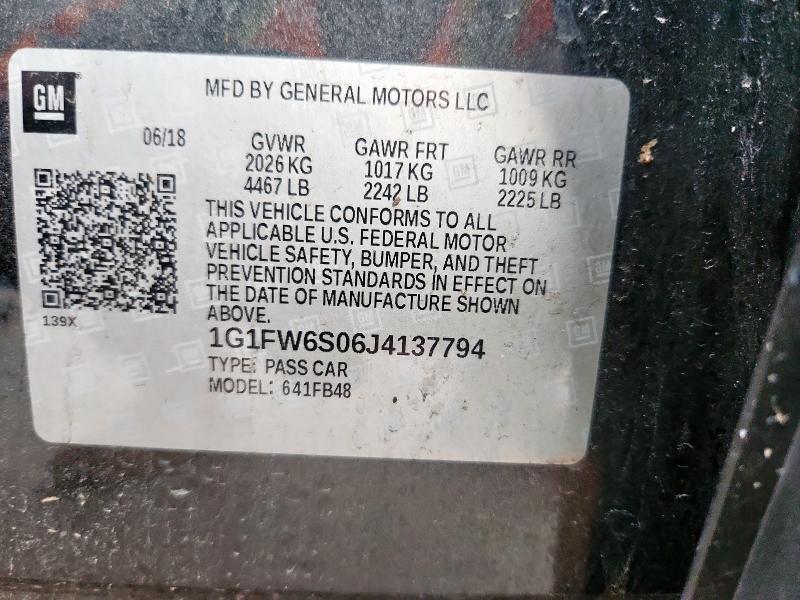 GM
MFD BY GENERAL MOTORS LLC
06/18
GVWR
2026 KG
4467 LB
GAWR FRT
1017 KG
2242 LB
GAWR RR
1009 KG
2225 LB
THIS VEHICLE CONFORMS TO ALL
APPLICABLE U.S. FEDERAL MOTOR
VEHICLE SAFETY, BUMPER, AND THEFT
PREVENTION STANDARDS IN EFFECT ON
THE DATE OF MANUFACTURE SHOWN
ABOVE.
139X
1G1FW6S06J4137794
TYPE: PASS CAR
MODEL: 641FB48